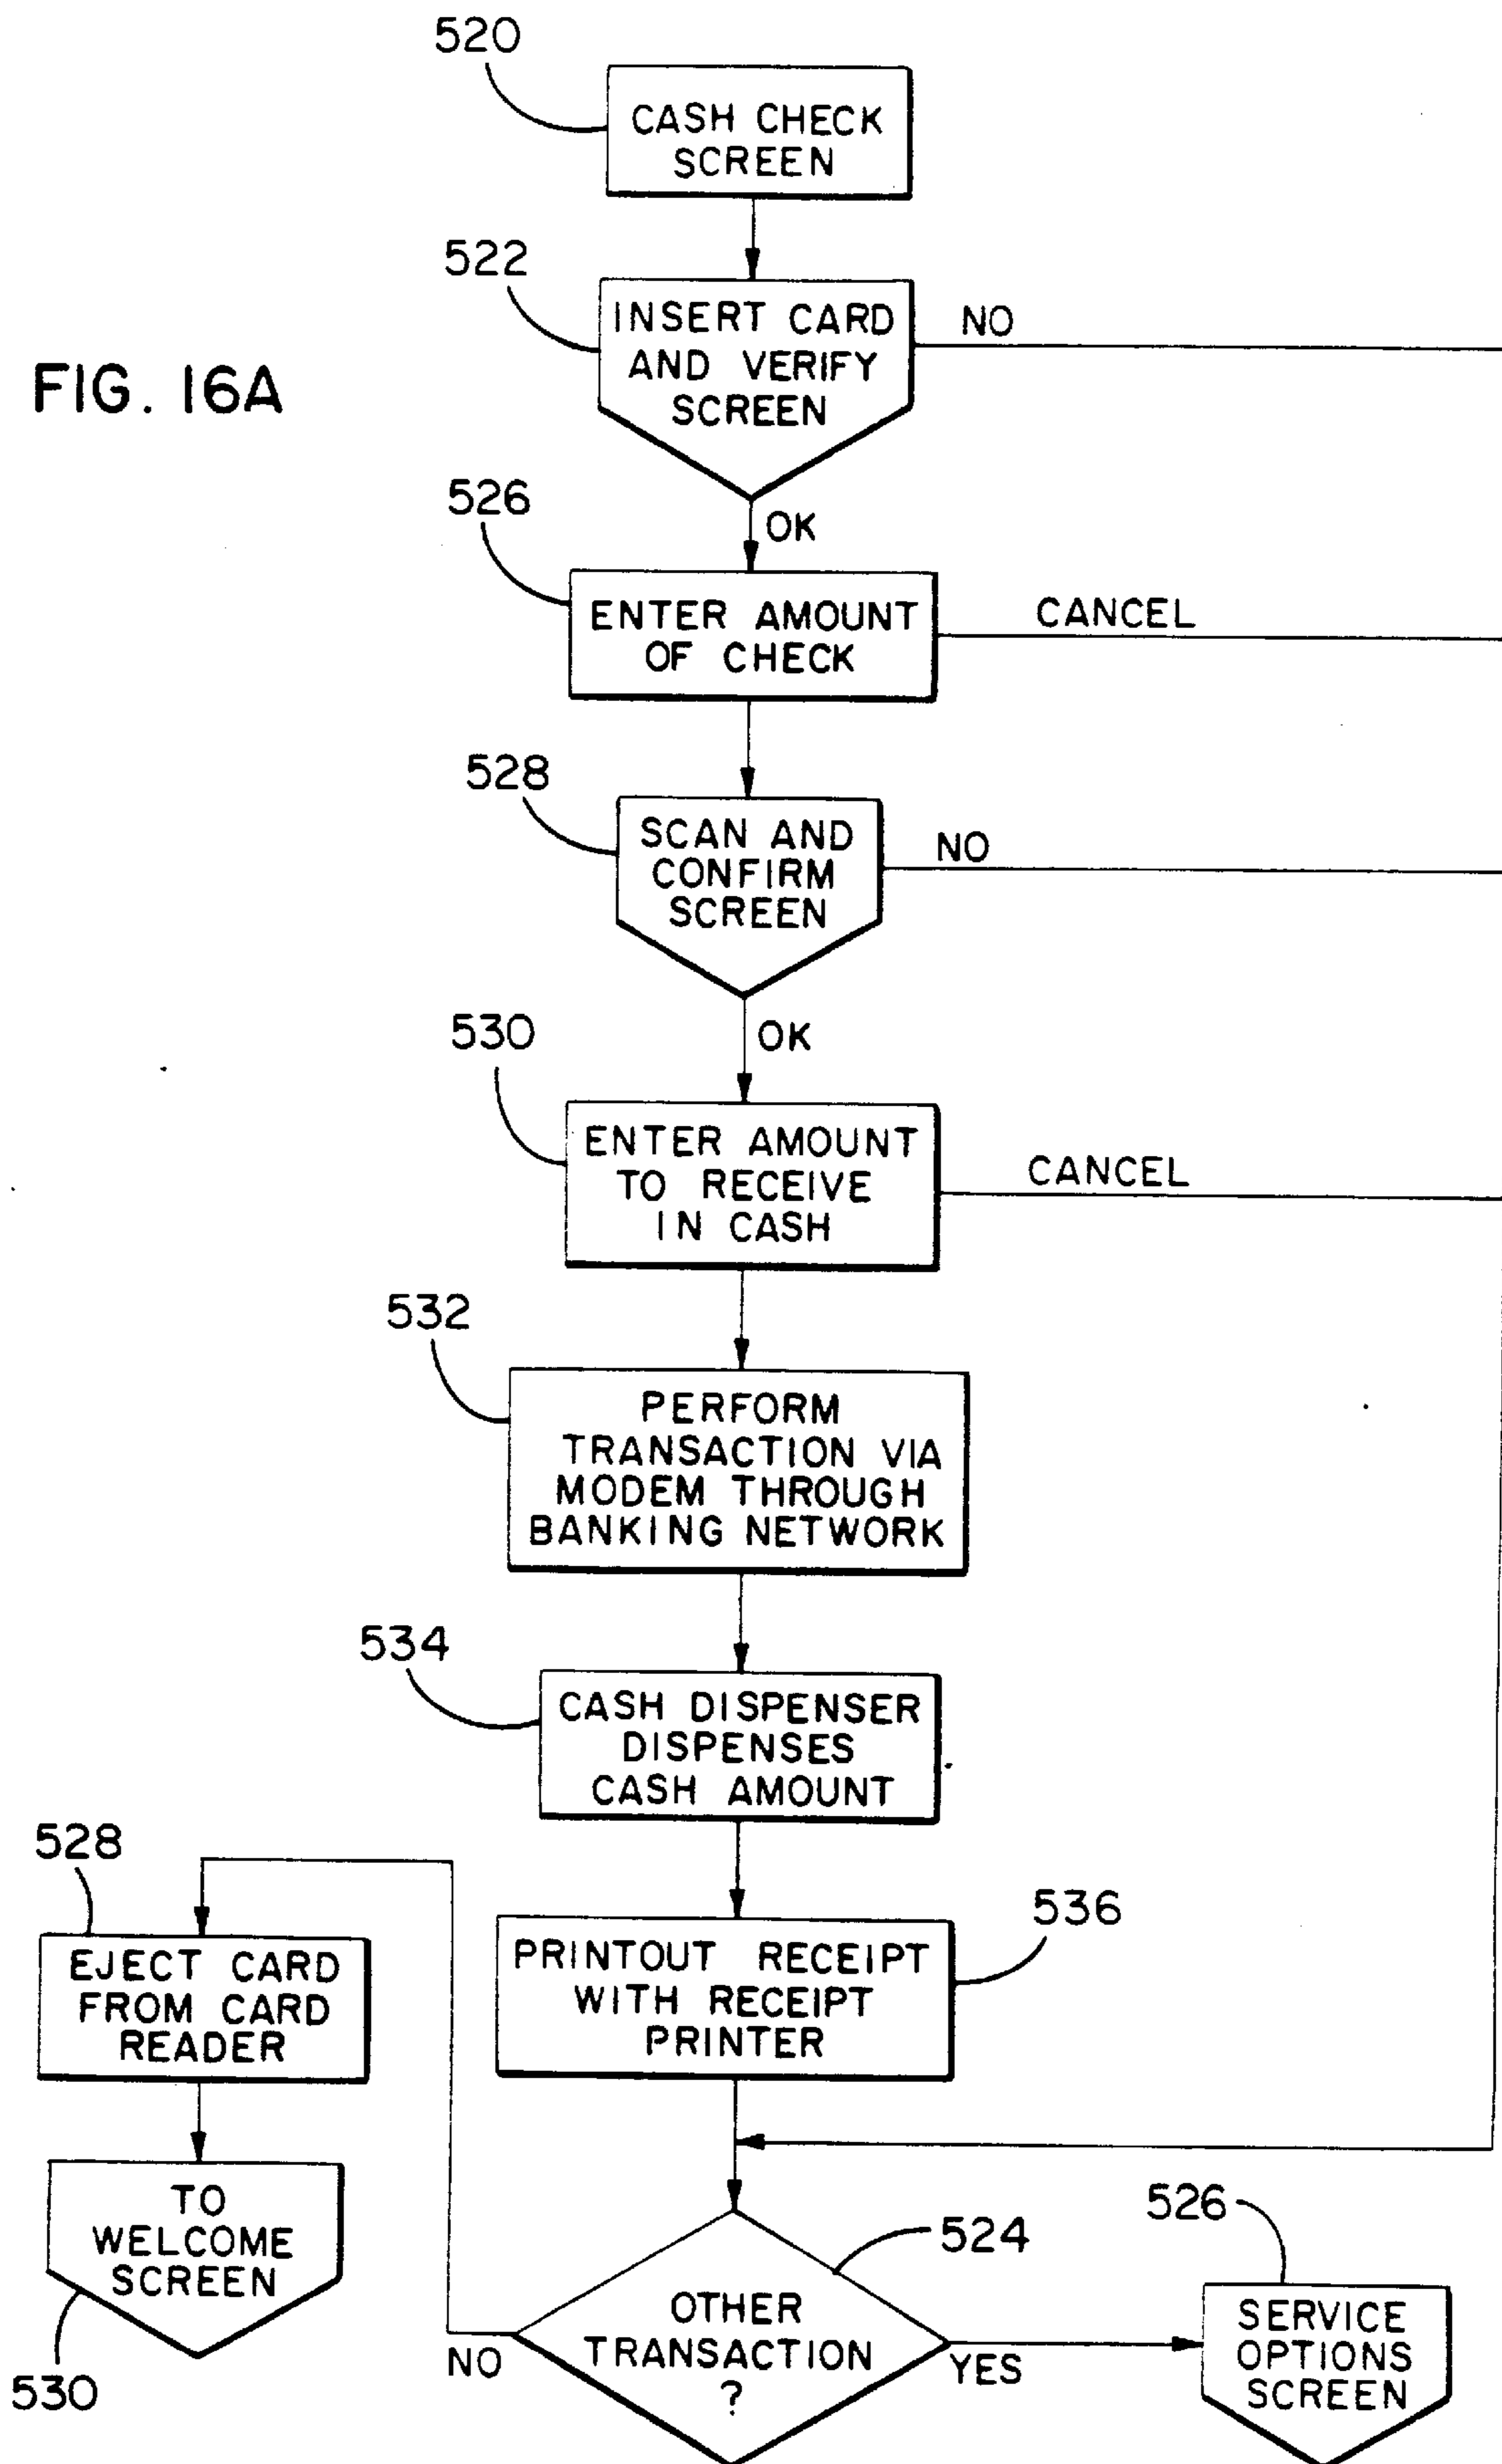 520
CASH CHECK
SCREEN
522
INSERT CARD
AND VERIFY
SCREEN
NO
FIG. 16A
OK
526
ENTER AMOUNT
OF CHECK
CANCEL
528
SCAN AND
CONFIRM
SCREEN
NO
OK
530
ENTER AMOUNT
TO RECEIVE
IN CASH
CANCEL
532
PERFORM
TRANSACTION VIA
MODEM THROUGH
BANKING NETWORK
534
CASH DISPENSER
DISPENSES
CASH AMOUNT
528
EJECT CARD
FROM CARD
READER
536
PRINTOUT RECEIPT
WITH RECEIPT
PRINTER
TO
WELCOME
SCREEN
530
524
OTHER
TRANSACTION
?
NO
YES
526
SERVICE
OPTIONS
SCREEN